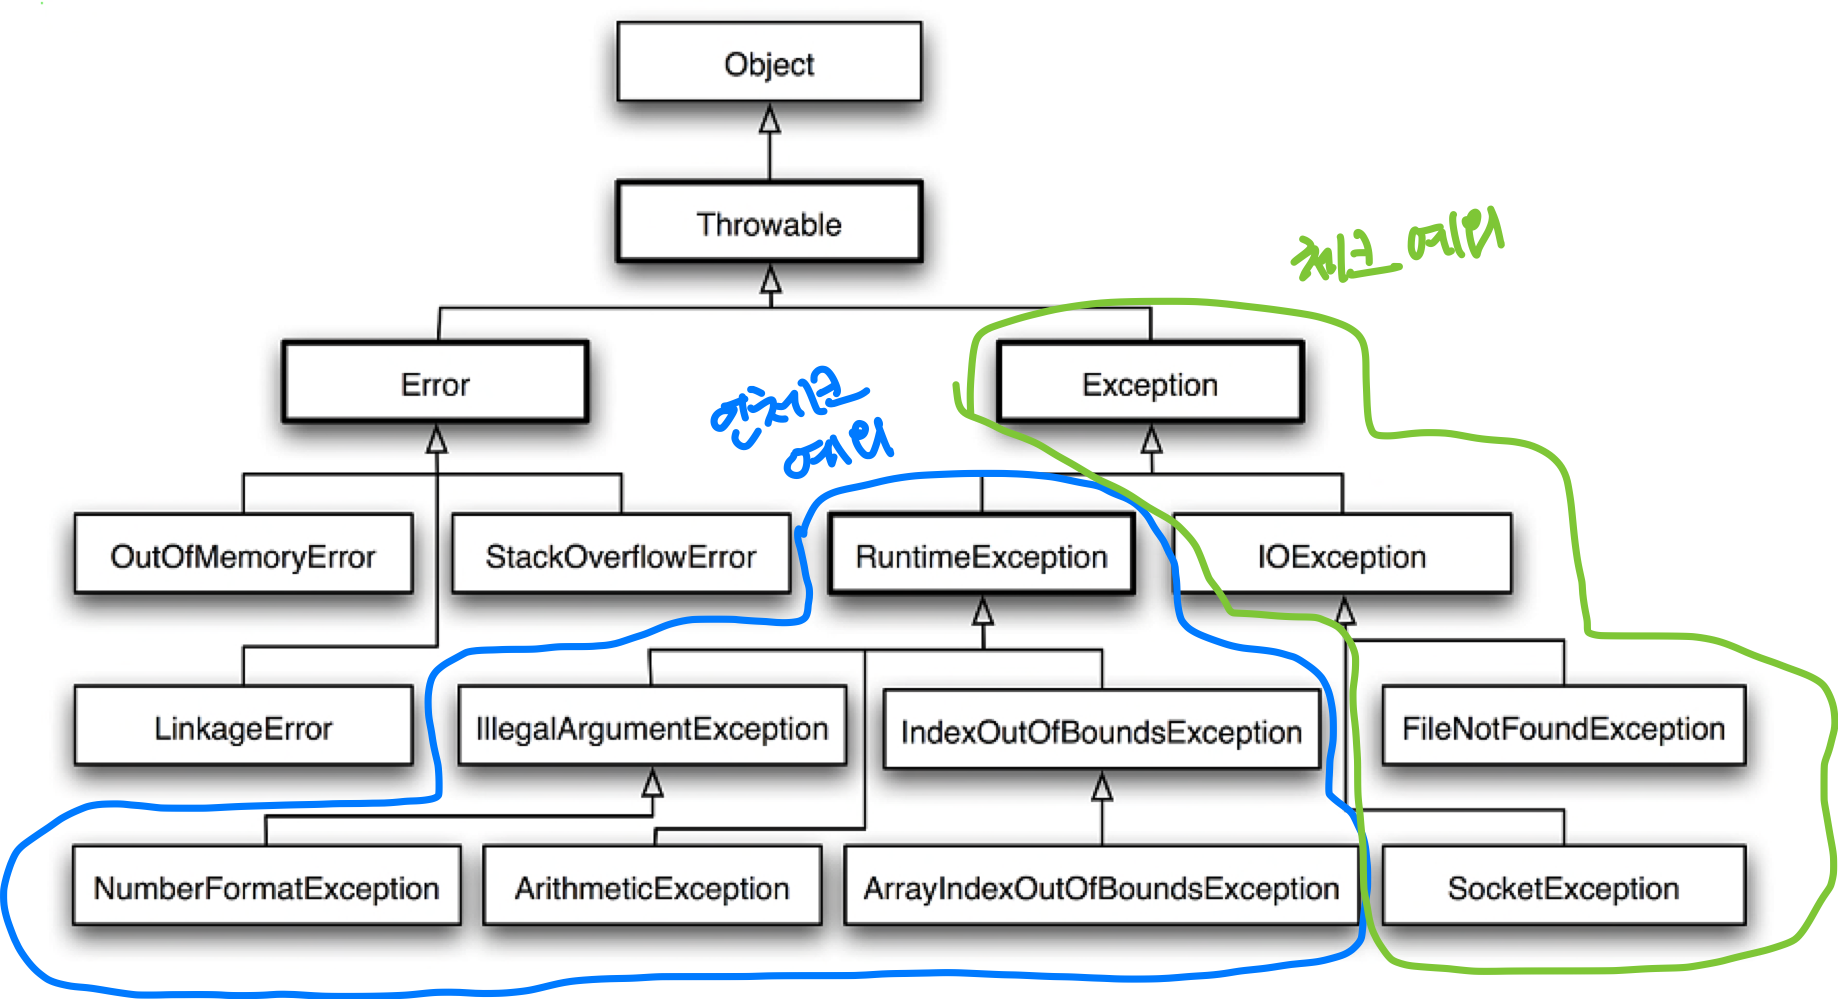 Object
Throwable
체크 예외
Error
Exception
언체크
예외
OutOfMemoryError
StackOverflowError
RuntimeException
IOException
LinkageError
IllegalArgumentException
IndexOutOfBoundsException
FileNotFoundException
NumberFormatException
ArithmeticException
ArrayIndexOutOfBoundsException
SocketException